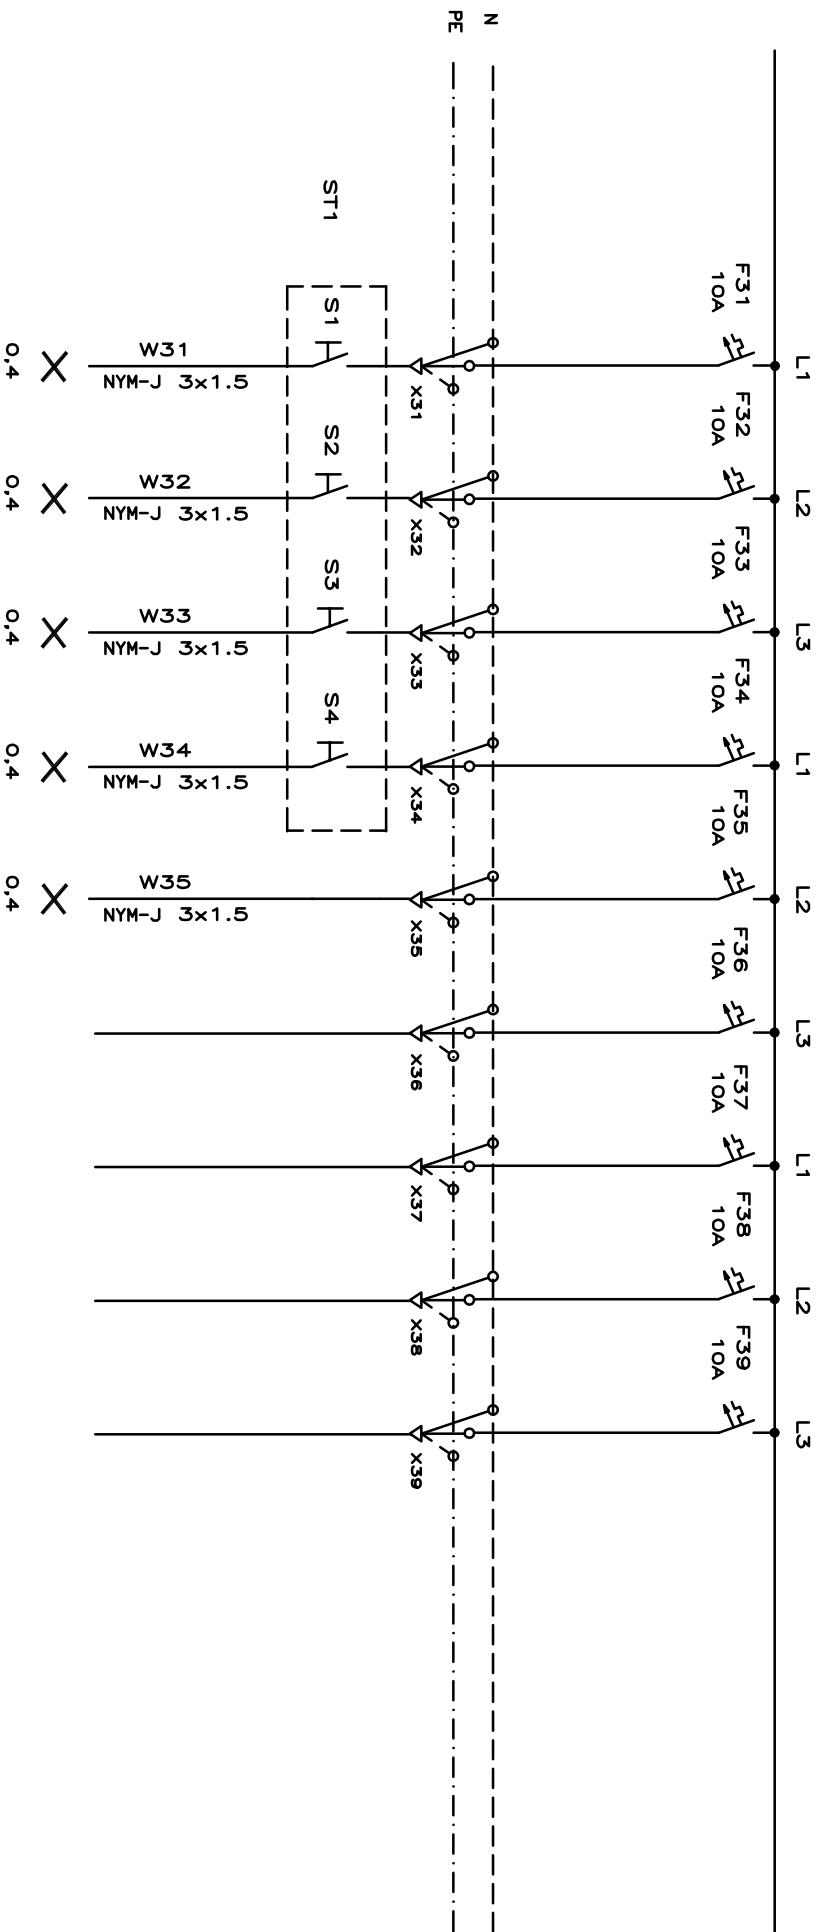 L1
L2
L3
L1
L2
L3
L1
L2
L3
F31
10A
F32
10A
F33
10A
F34
10A
F35
10A
F36
10A
F37
10A
F38
10A
F39
10A
N
PE
X31
X32
X33
X34
X35
X36
X37
X38
X39
ST1
S1
S2
S3
S4
W31
NYM-J 3x1.5
W32
NYM-J 3x1.5
W33
NYM-J 3x1.5
W34
NYM-J 3x1.5
W35
NYM-J 3x1.5
0,4
0,4
0,4
0,4
0,4